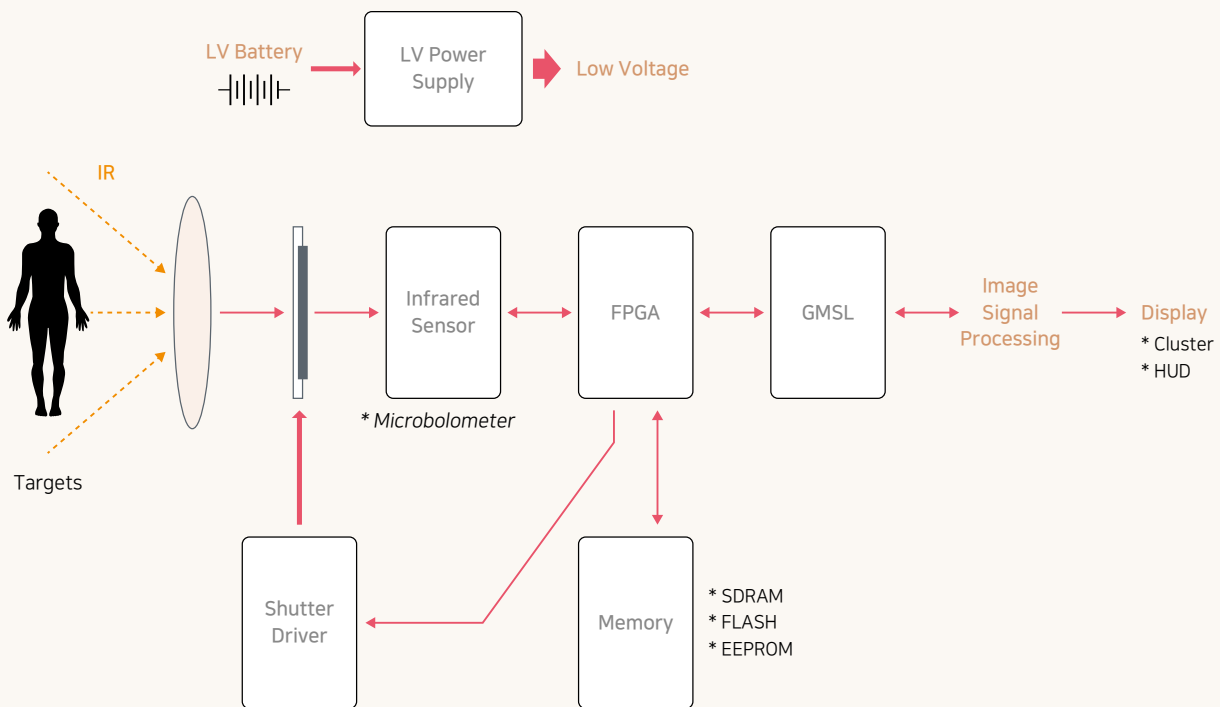 LV Battery
LV Power
Supply
Low Voltage
IR
Targets
Infrared
Sensor
* Microbolometer
FPGA
GMSL
Image
Signal
Processing
Display
* Cluster
* HUD
Shutter
Driver
Memory
* SDRAM
* FLASH
* EEPROM